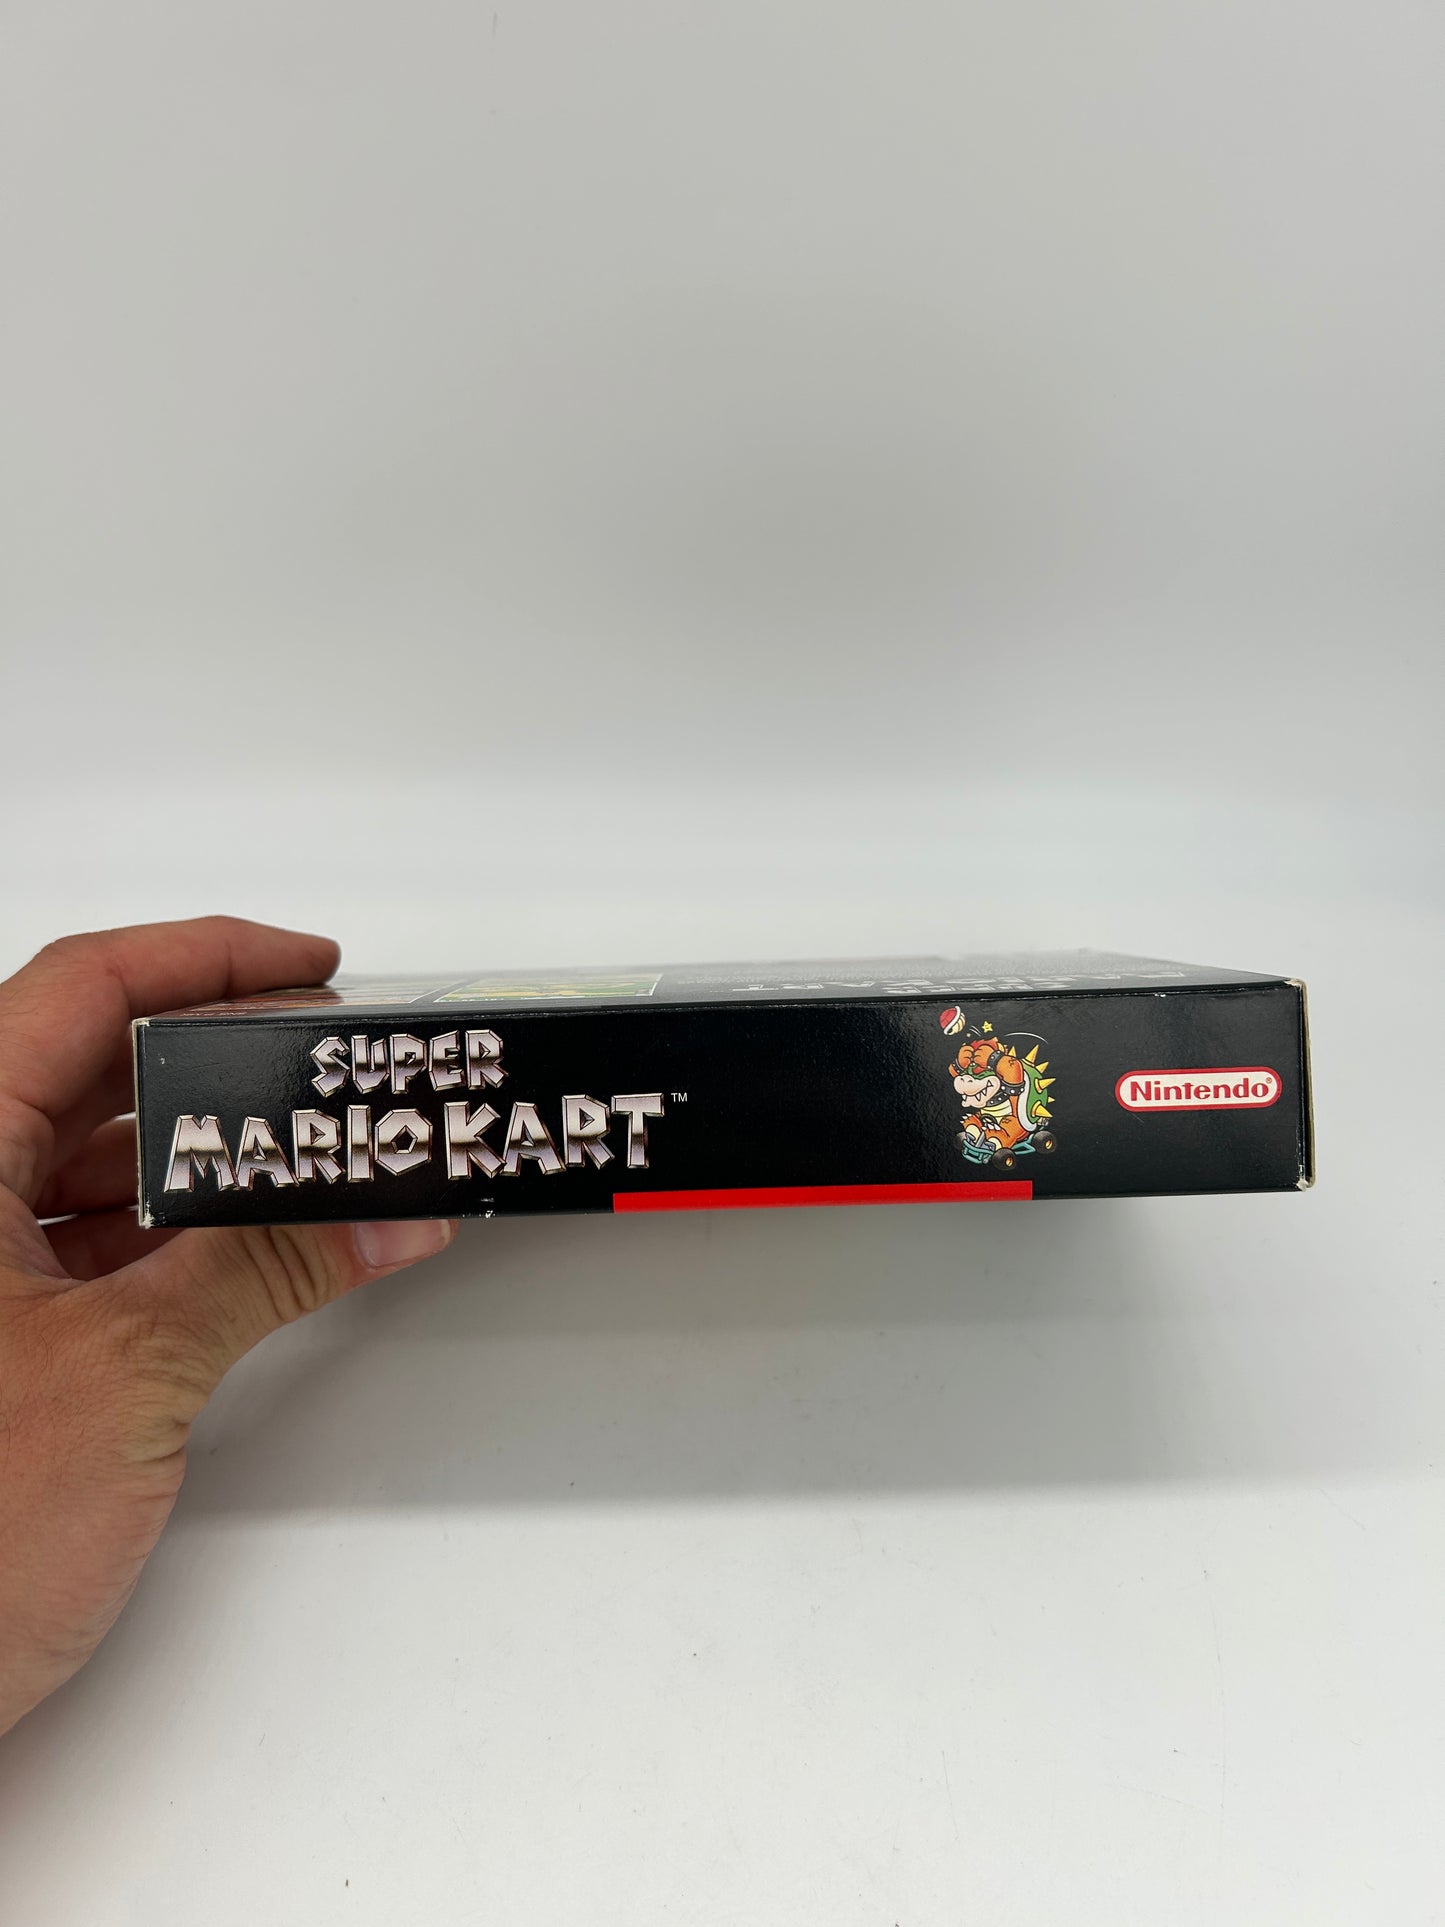 SUPER
MARIO KART™
Nintendo®